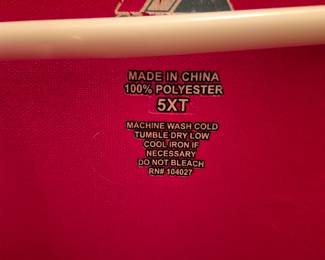 MADE IN CHINA
100% POLYESTER
5XT
MACHINE WASH COLD
TUMBLE DRY LOW
COOL IRON IF
NECESSARY
DO NOT BLEACH
RN# 104027